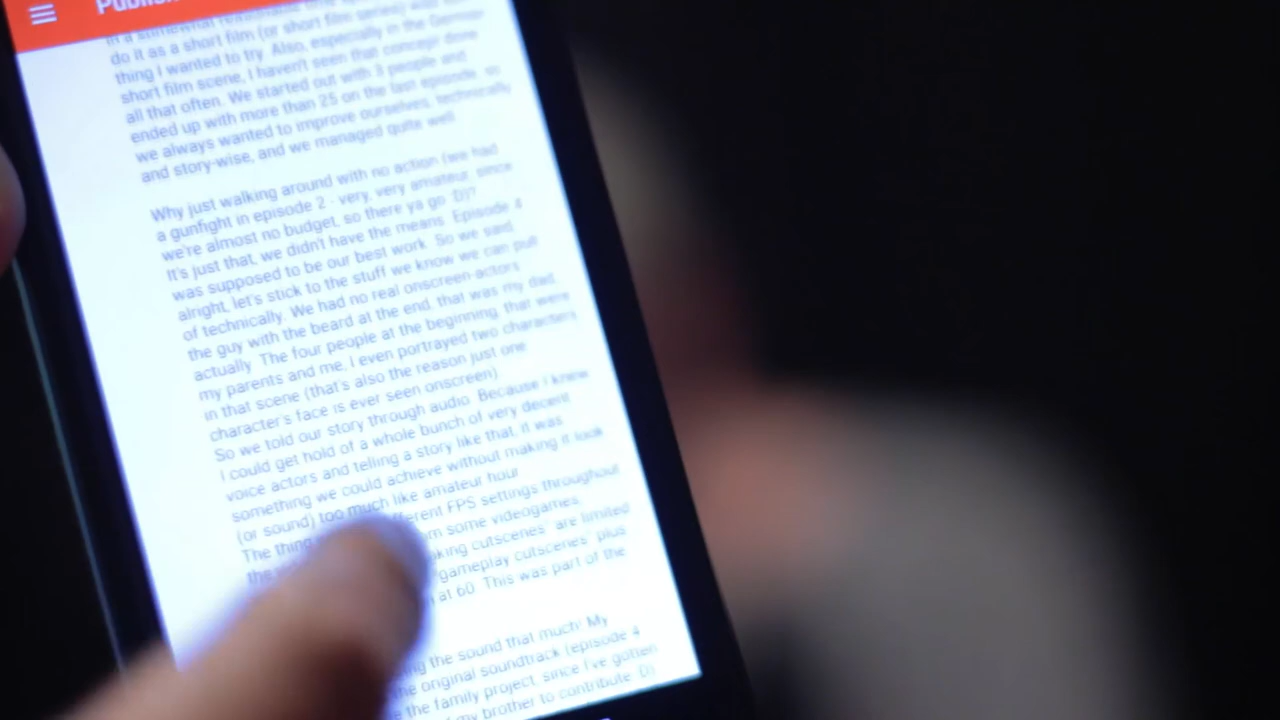 Publish
in a somewhat
do it as a short film (or short film series) was
thing I wanted to try. Also, especially in the German
short film scene, I haven't seen that concept done
all that often. We started out with 3 people and
ended up with more than 25 on the last episode, so
we always wanted to improve ourselves, technically
and story-wise, and we managed quite well.
Why just walking around with no action (we had
a gunfight in episode 2 - very, very amateur, since
we're almost no budget, so there ya go :D)?
It's just that, we didn't have the means. Episode 4
was supposed to be our best work. So we said,
alright, let's stick to the stuff we know we can pull
of technically. We had no real onscreen-actors
the guy with the beard at the end, that was my dad,
actually. The four people at the beginning, that were
my parents and me, I even portrayed two characters
in that scene (that's also the reason just one
character's face is ever seen onscreen)
So we told our story through audio. Because I knew
I could get hold of a whole bunch of very decent
voice actors and telling a story like that, it was
something we could achieve without making it look
(or sound) too much like amateur hour.
The thing ferent FPS settings throughout
the om some videogames,
king cutscenes" are limited
gameplay cutscenes" plus
at 60. This was part of the
ng the sound that much! My
he original soundtrack (episode 4
e the family project, since I've gotten
d my brother to contribute. :D)